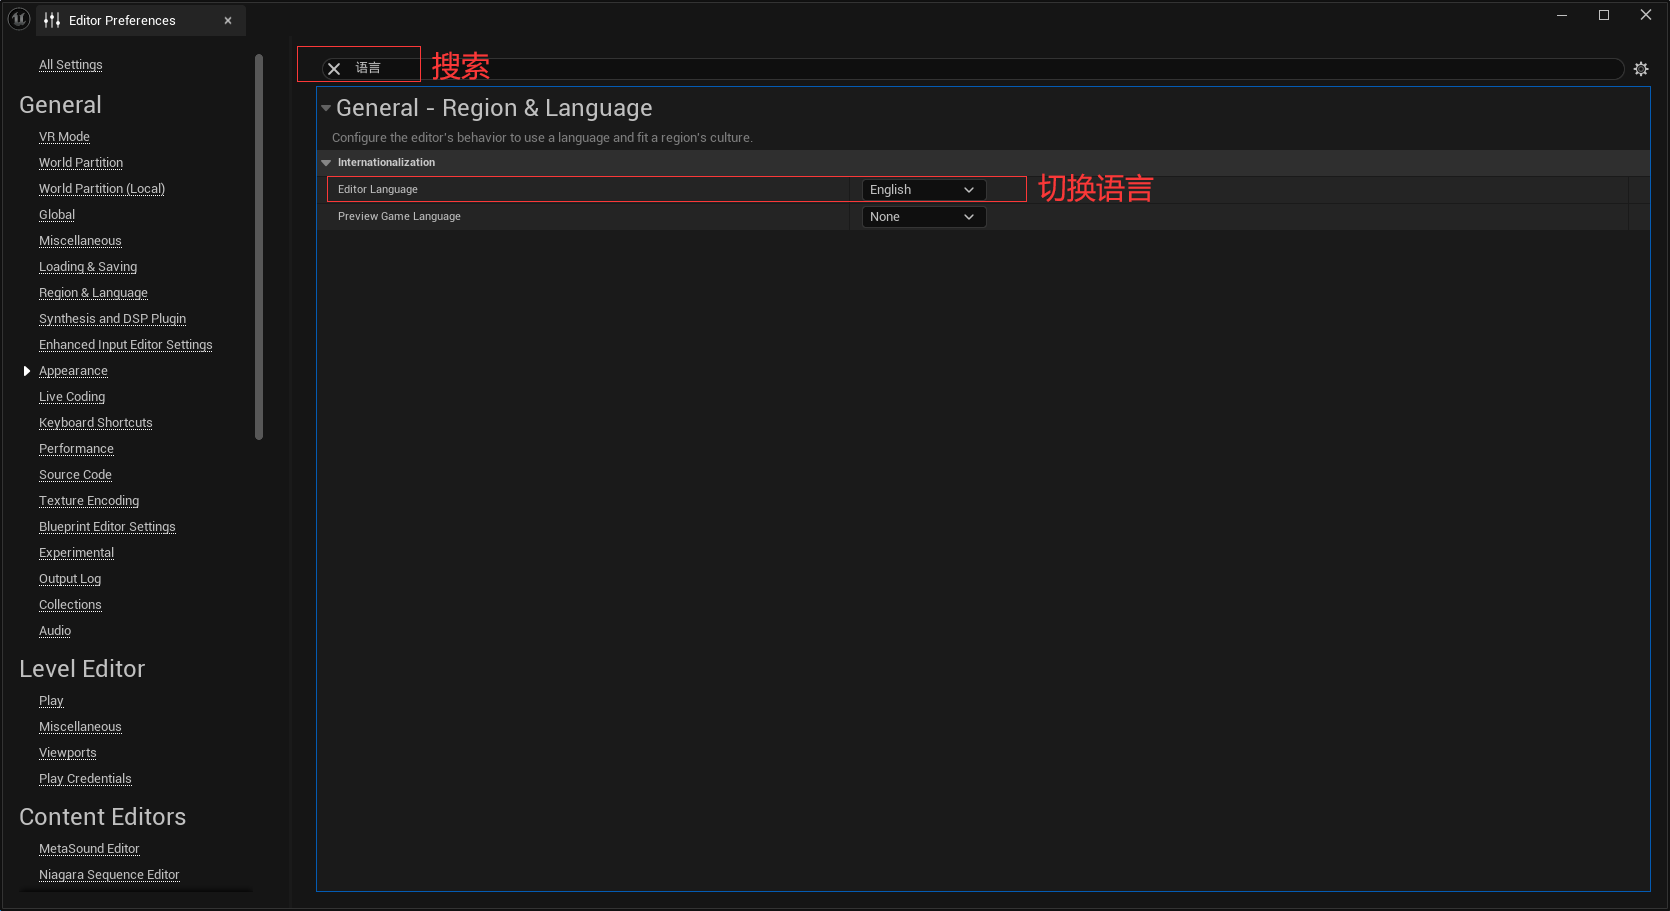 Editor Preferences
All Settings
General
VR Mode
World Partition
World Partition (Local)
Global
Miscellaneous
Loading & Saving
Region & Language
Synthesis and DSP Plugin
Enhanced Input Editor Settings
Appearance
Live Coding
Keyboard Shortcuts
Performance
Source Code
Texture Encoding
Blueprint Editor Settings
Experimental
Output Log
Collections
Audio
Level Editor
Play
Miscellaneous
Viewports
Play Credentials
Content Editors
MetaSound Editor
Niagara Sequence Editor
语言 搜索
General - Region & Language
Configure the editor's behavior to use a language and fit a region's culture.
Internationalization
Editor Language English 切换语言
Preview Game Language None